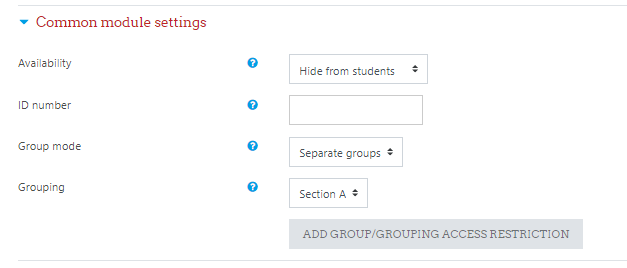 Common module settings
Availability ? Hide from students
ID number ?
Group mode ? Separate groups
Grouping ? Section A
ADD GROUP/GROUPING ACCESS RESTRICTION